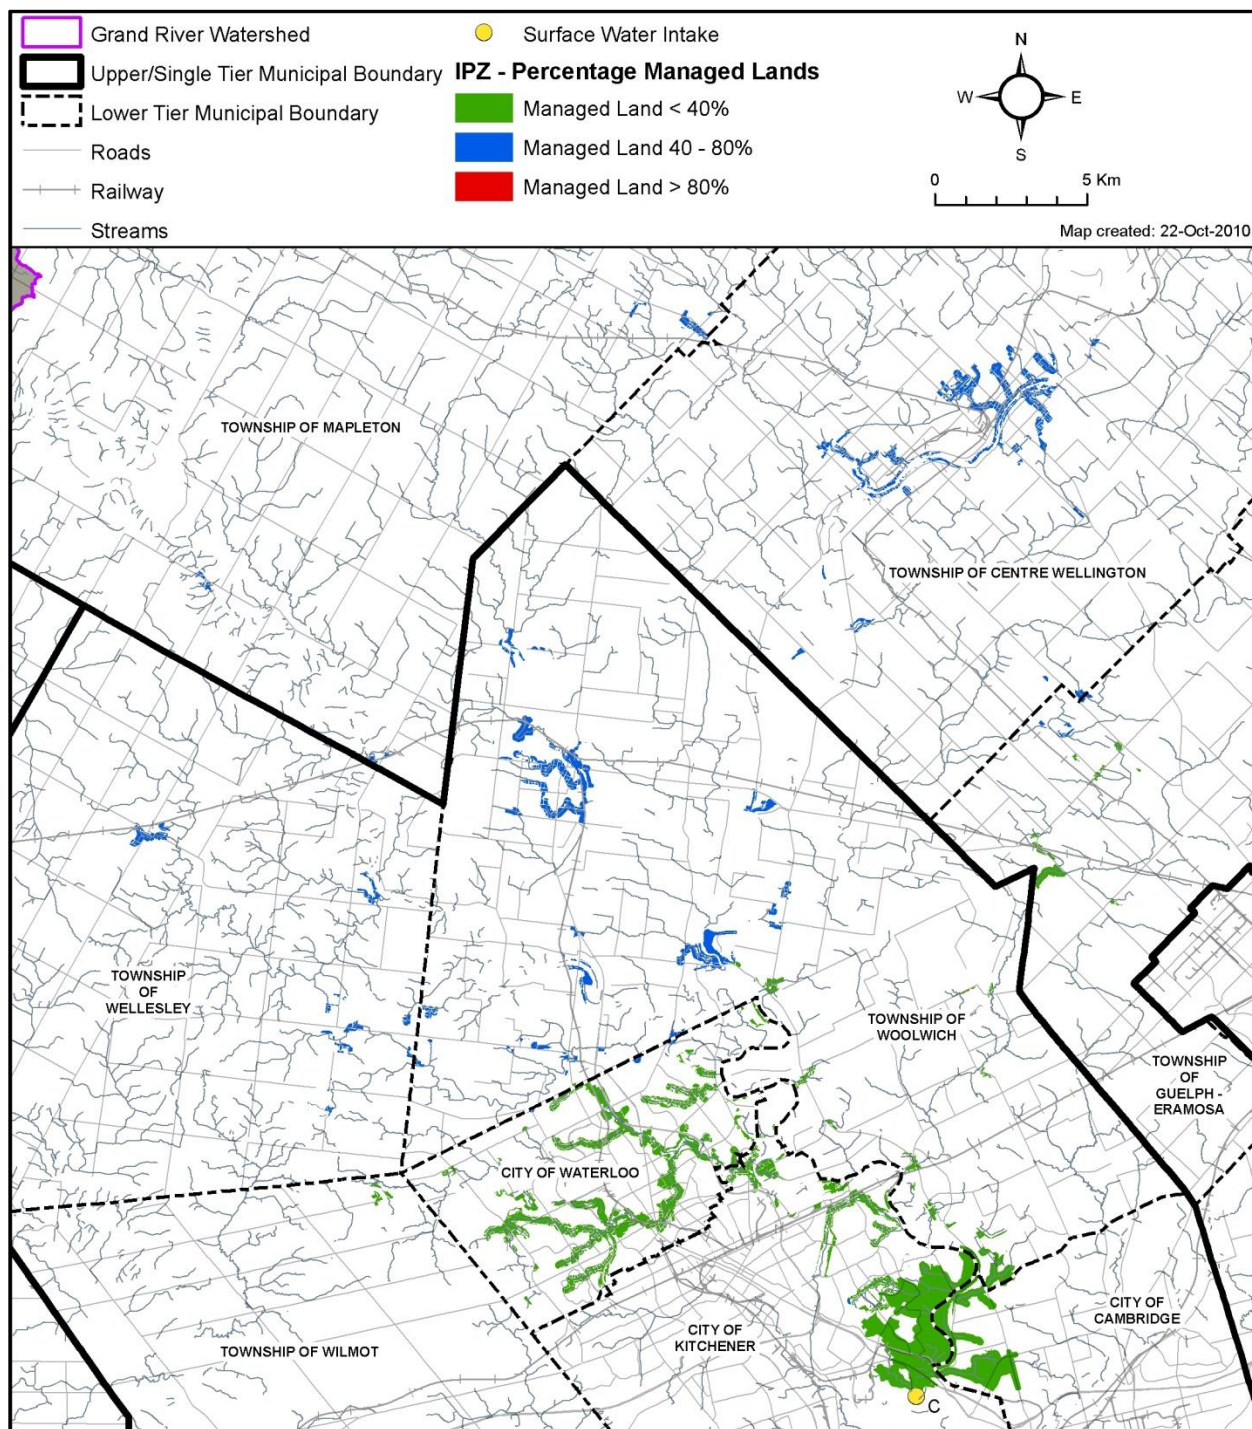 Grand River Watershed
Upper/Single Tier Municipal Boundary
Lower Tier Municipal Boundary
Roads
Railway
Streams
Surface Water Intake
IPZ - Percentage Managed Lands
Managed Land < 40%
Managed Land 40 - 80%
Managed Land > 80%
N
W
E
S
0
5 Km
Map created: 22-Oct-2010
TOWNSHIP OF MAPLETON
TOWNSHIP OF CENTRE WELLINGTON
TOWNSHIP
OF
WELLESLEY
TOWNSHIP OF
WOOLWICH
TOWNSHIP
OF
GUELPH -
ERAMOSA
CITY OF WATERLOO
CITY OF
CAMBRIDGE
CITY OF
KITCHENER
TOWNSHIP OF WILMOT
C